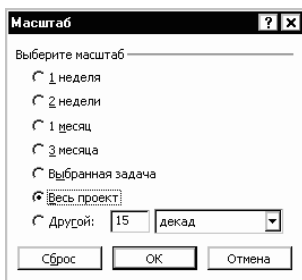 Масштаб ? ×
Выберите масштаб
1 неделя
2 недели
1 месяц
3 месяца
Выбранная задача
Весь проект
Другой: 15 декад
Сброс ОК Отмена